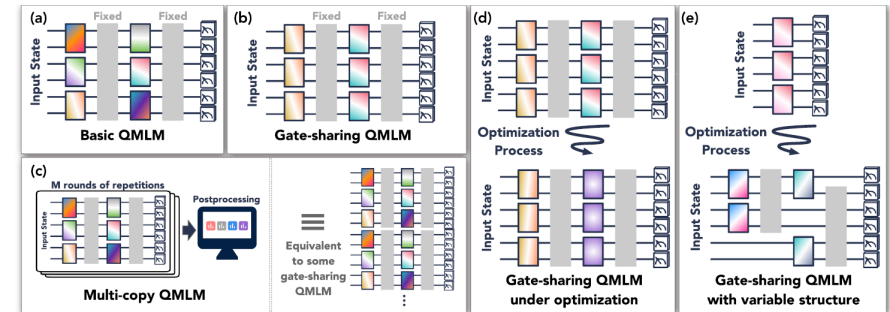 (a)
Fixed
Fixed
Input State
Basic QMLM
(b)
Fixed
Fixed
Input State
Gate-sharing QMLM
(c)
M rounds of repetitions
Input State
Postprocessing
Multi-copy QMLM
Equivalent
to some
gate-sharing
QMLM
(d)
Input State
Optimization
Process
Input State
Gate-sharing QMLM
under optimization
(e)
Input State
Optimization
Process
Input State
Gate-sharing QMLM
with variable structure